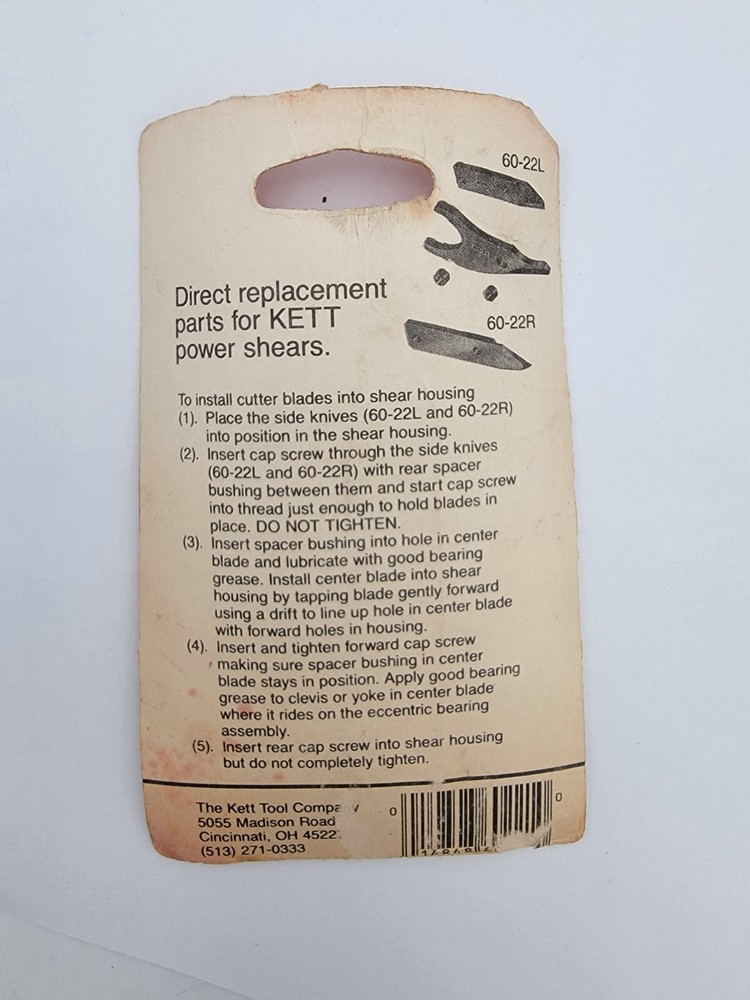 60-22L
60-22R
Direct replacement
parts for KETT
power shears.
To install cutter blades into shear housing
(1). Place the side knives (60-22L and 60-22R)
into position in the shear housing.
(2). Insert cap screw through the side knives
(60-22L and 60-22R) with rear spacer
bushing between them and start cap screw
into thread just enough to hold blades in
place. DO NOT TIGHTEN.
(3). Insert spacer bushing into hole in center
blade and lubricate with good bearing
grease. Install center blade into shear
housing by tapping blade gently forward
using a drift to line up hole in center blade
with forward holes in housing.
(4). Insert and tighten forward cap screw
making sure spacer bushing in center
blade stays in position. Apply good bearing
grease to clevis or yoke in center blade
where it rides on the eccentric bearing
assembly.
(5). Insert rear cap screw into shear housing
but do not completely tighten.
The Kett Tool
5055 Madison Road
Cincinnati, OH
(513) 271-0333
0
0